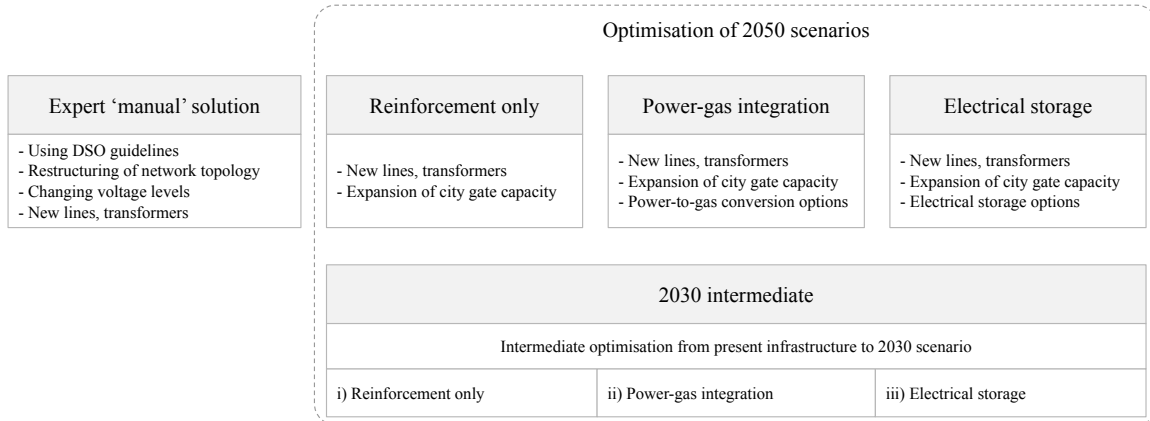 Optimisation of 2050 scenarios
Expert ‘manual’ solution
- Using DSO guidelines
- Restructuring of network topology
- Changing voltage levels
- New lines, transformers
Reinforcement only
- New lines, transformers
- Expansion of city gate capacity
Power-gas integration
- New lines, transformers
- Expansion of city gate capacity
- Power-to-gas conversion options
Electrical storage
- New lines, transformers
- Expansion of city gate capacity
- Electrical storage options
2030 intermediate
Intermediate optimisation from present infrastructure to 2030 scenario
i) Reinforcement only
ii) Power-gas integration
iii) Electrical storage